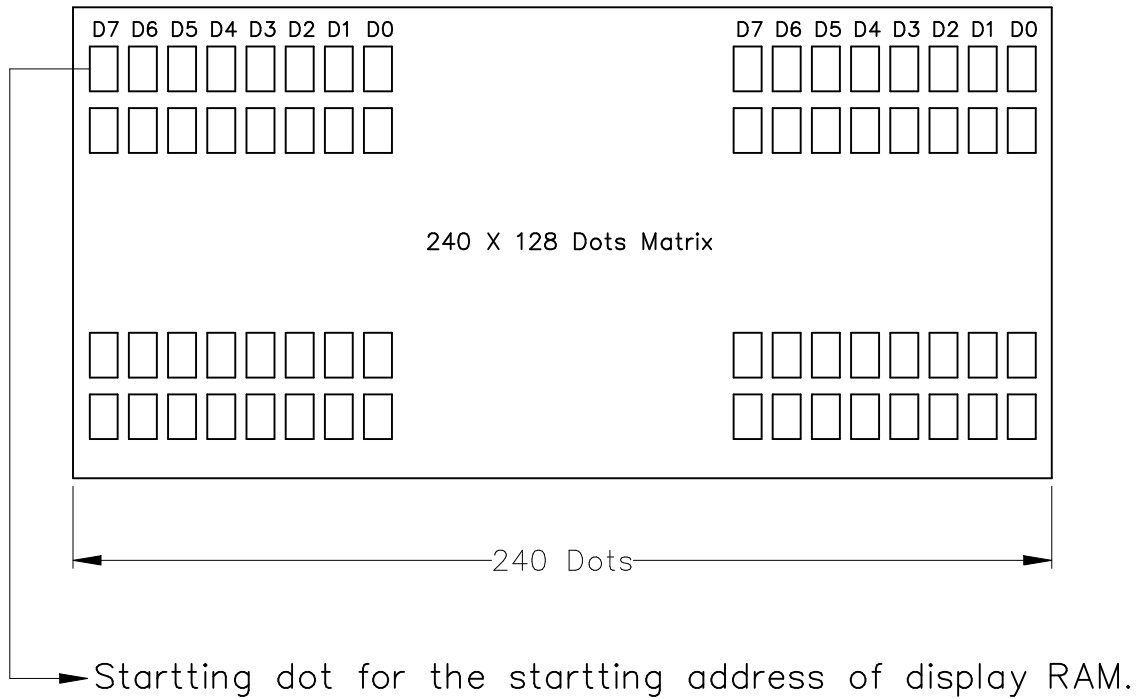 D7 D6 D5 D4 D3 D2 D1 D0 D7 D6 D5 D4 D3 D2 D1 D0
240 X 128 Dots Matrix
240 Dots
Startting dot for the startting address of display RAM.